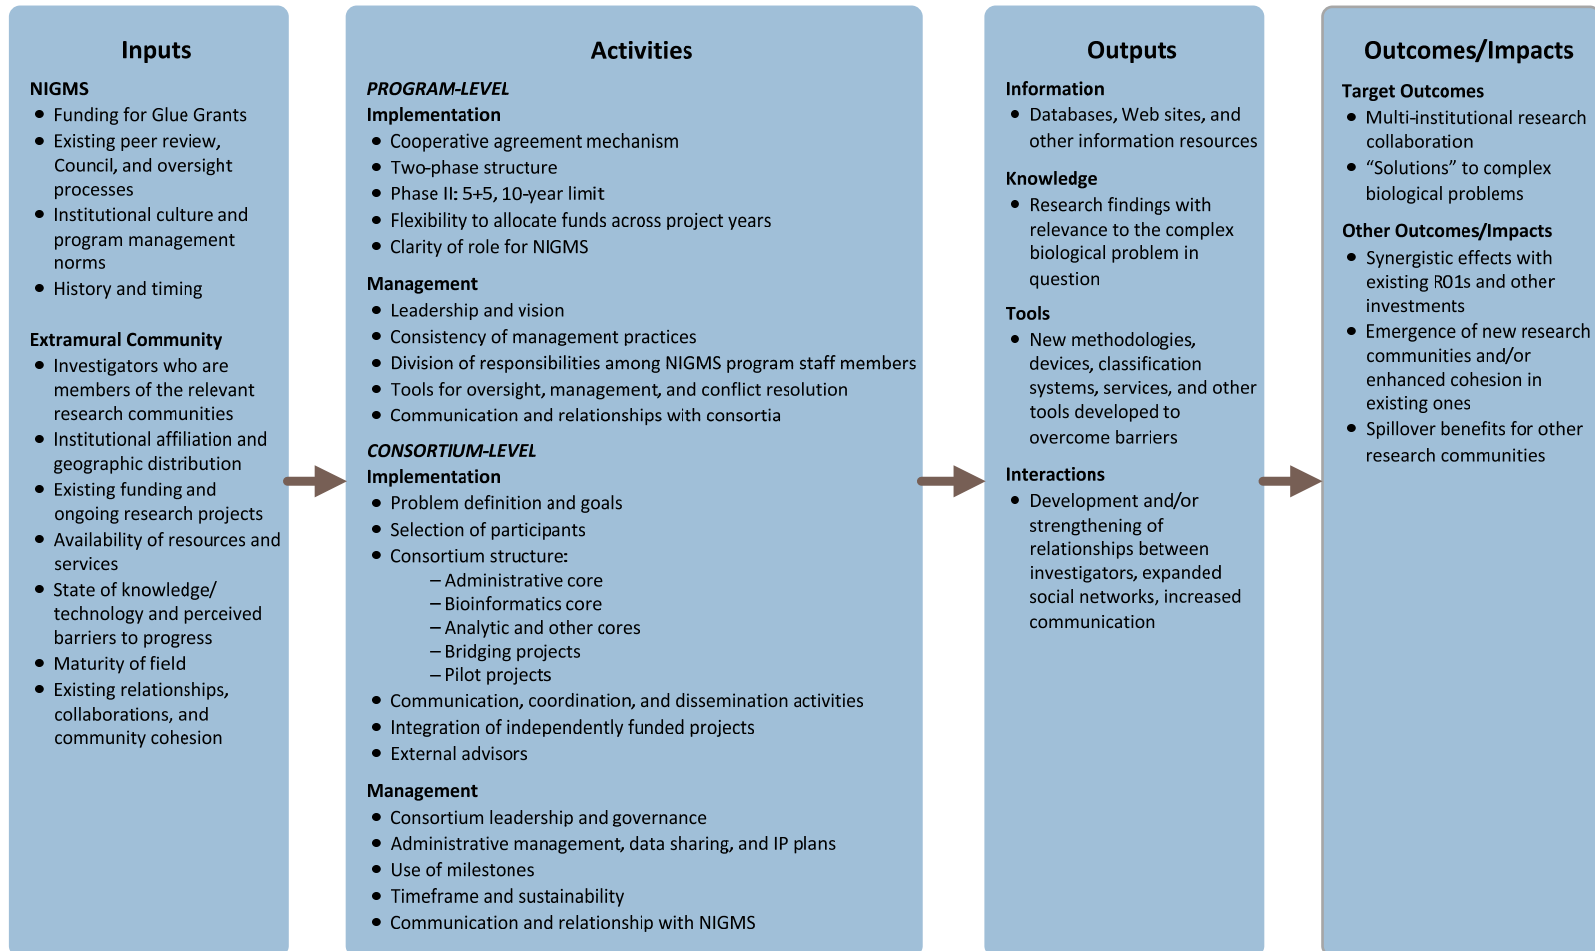 Inputs
NIGMS
• Funding for Glue Grants
• Existing peer review,
Council, and oversight
processes
• Institutional culture and
program management
norms
• History and timing
Extramural Community
• Investigators who are
members of the relevant
research communities
• Institutional affiliation and
geographic distribution
• Existing funding and
ongoing research projects
• Availability of resources and
services
• State of knowledge/
technology and perceived
barriers to progress
• Maturity of field
• Existing relationships,
collaborations, and
community cohesion
Activities
PROGRAM-LEVEL
Implementation
• Cooperative agreement mechanism
• Two-phase structure
• Phase II: 5+5, 10-year limit
• Flexibility to allocate funds across project years
• Clarity of role for NIGMS
Management
• Leadership and vision
• Consistency of management practices
• Division of responsibilities among NIGMS program staff members
• Tools for oversight, management, and conflict resolution
• Communication and relationships with consortia
CONSORTIUM-LEVEL
Implementation
• Problem definition and goals
• Selection of participants
• Consortium structure:
– Administrative core
– Bioinformatics core
– Analytic and other cores
– Bridging projects
– Pilot projects
• Communication, coordination, and dissemination activities
• Integration of independently funded projects
• External advisors
Management
• Consortium leadership and governance
• Administrative management, data sharing, and IP plans
• Use of milestones
• Timeframe and sustainability
• Communication and relationship with NIGMS
Outputs
Information
• Databases, Web sites, and
other information resources
Knowledge
• Research findings with
relevance to the complex
biological problem in
question
Tools
• New methodologies,
devices, classification
systems, services, and other
tools developed to
overcome barriers
Interactions
• Development and/or
strengthening of
relationships between
investigators, expanded
social networks, increased
communication
Outcomes/Impacts
Target Outcomes
• Multi-institutional research
collaboration
• “Solutions” to complex
biological problems
Other Outcomes/Impacts
• Synergistic effects with
existing R01s and other
investments
• Emergence of new research
communities and/or
enhanced cohesion in
existing ones
• Spillover benefits for other
research communities